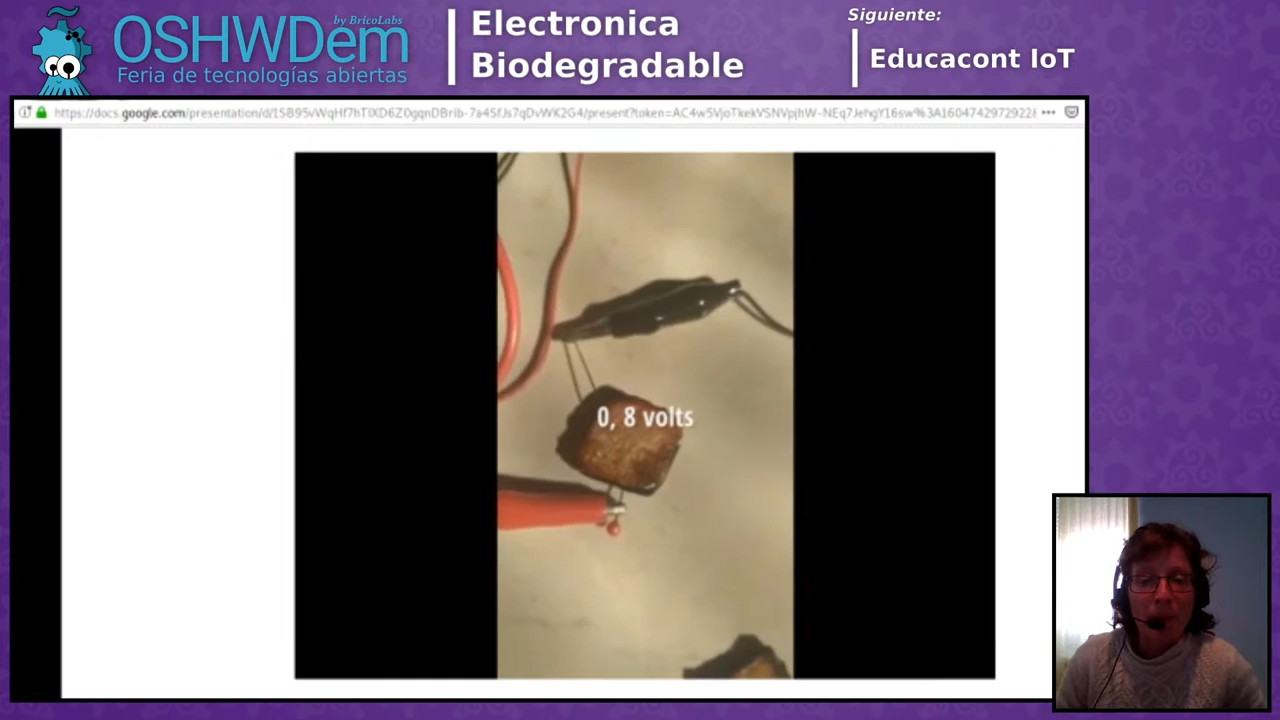 by BricoLabs
OSHWDem
Feria de tecnologías abiertas
Electronica
Biodegradable
Siguiente:
Educacont IoT
0, 8 volts